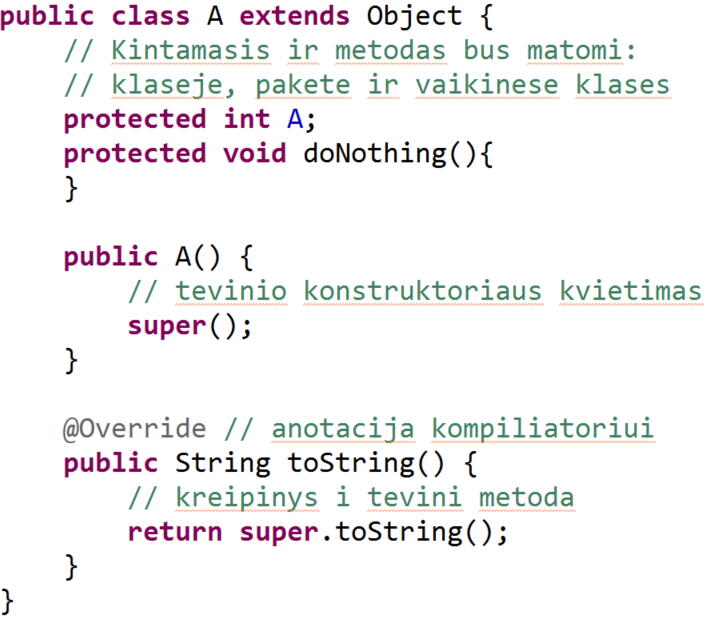 public class A extends Object {
// Kintamasis ir metodas bus matomi:
// klaseje, pakete ir vaikinese klases
protected int A;
protected void doNothing(){
}
public A() {
// tevinio konstruktoriaus kvietimas
super();
}
@Override // anotacija kompiliatoriui
public String toString() {
// kreipinys i tevini metoda
return super.toString();
}
}